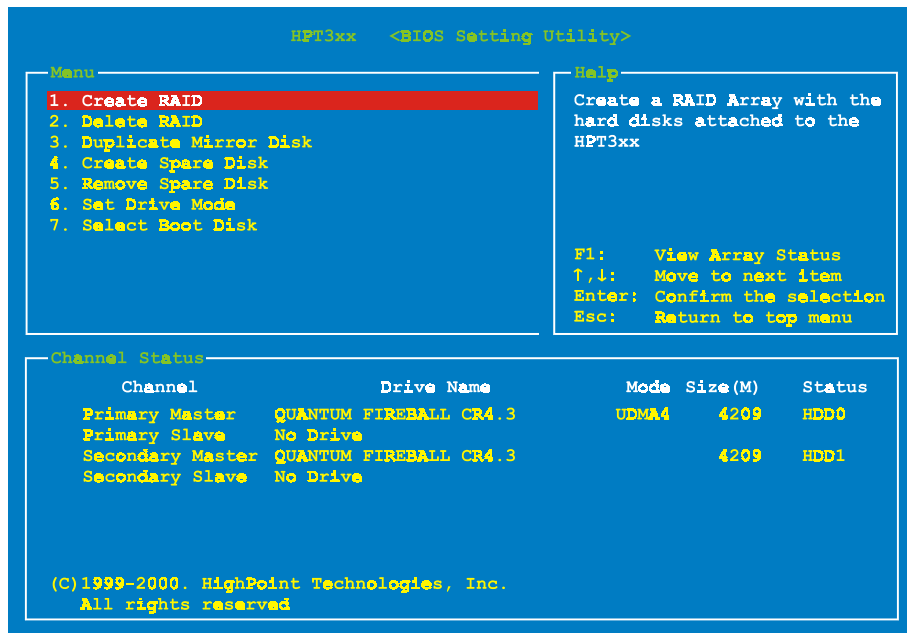 HPT3xx <BIOS Setting Utility>
Menu
1. Create RAID
2. Delete RAID
3. Duplicate Mirror Disk
4. Create Spare Disk
5. Remove Spare Disk
6. Set Drive Mode
7. Select Boot Disk
Help
Create a RAID Array with the
hard disks attached to the
HPT3xx
F1: View Array Status
↑,↓: Move to next item
Enter: Confirm the selection
Esc: Return to top menu
Channel Status
Channel Drive Name Mode Size(M) Status
Primary Master QUANTUM FIREBALL CR4.3 UDMA4 4209 HDD0
Primary Slave No Drive
Secondary Master QUANTUM FIREBALL CR4.3 4209 HDD1
Secondary Slave No Drive
(C)1999-2000. HighPoint Technologies, Inc.
All rights reserved